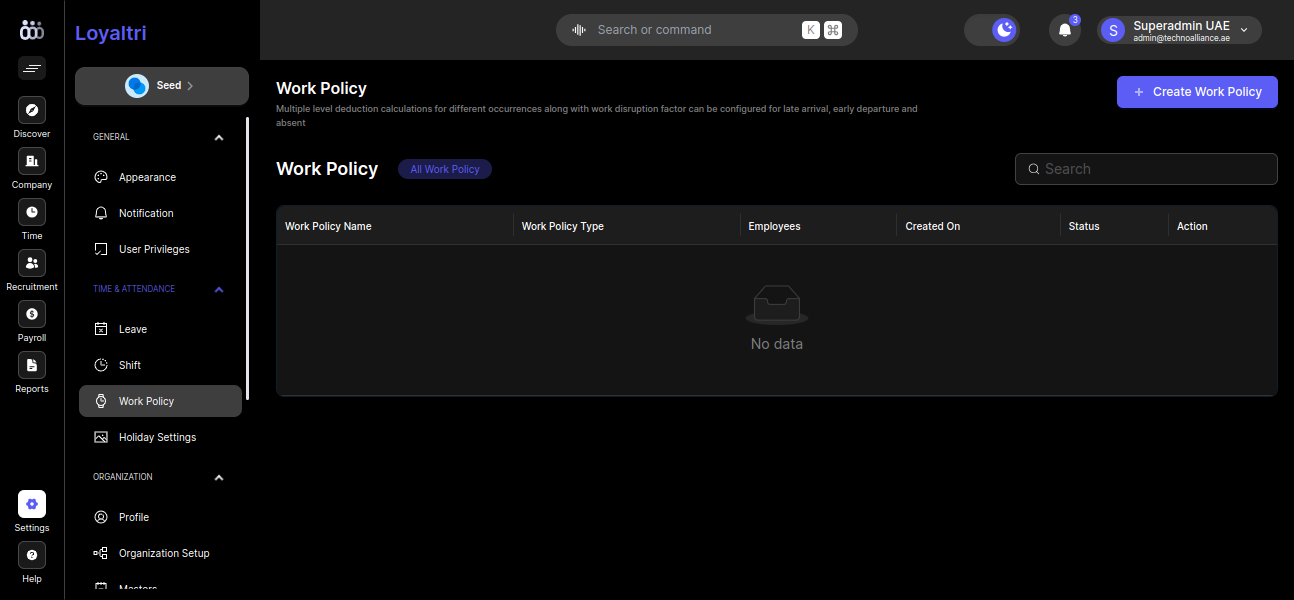 Loyaltri
Search or command
K
⌘
3
S
Superadmin UAE
admin@technoalliance.ae
Discover
Company
Time
Recruitment
Payroll
Reports
Settings
Help
Seed
GENERAL
Appearance
Notification
User Privileges
TIME & ATTENDANCE
Leave
Shift
Work Policy
Holiday Settings
ORGANIZATION
Profile
Organization Setup
Masters
Work Policy
Multiple level deduction calculations for different occurrences along with work disruption factor can be configured for late arrival, early departure and
absent
+ Create Work Policy
Work Policy
All Work Policy
Search
Work Policy Name
Work Policy Type
Employees
Created On
Status
Action
No data